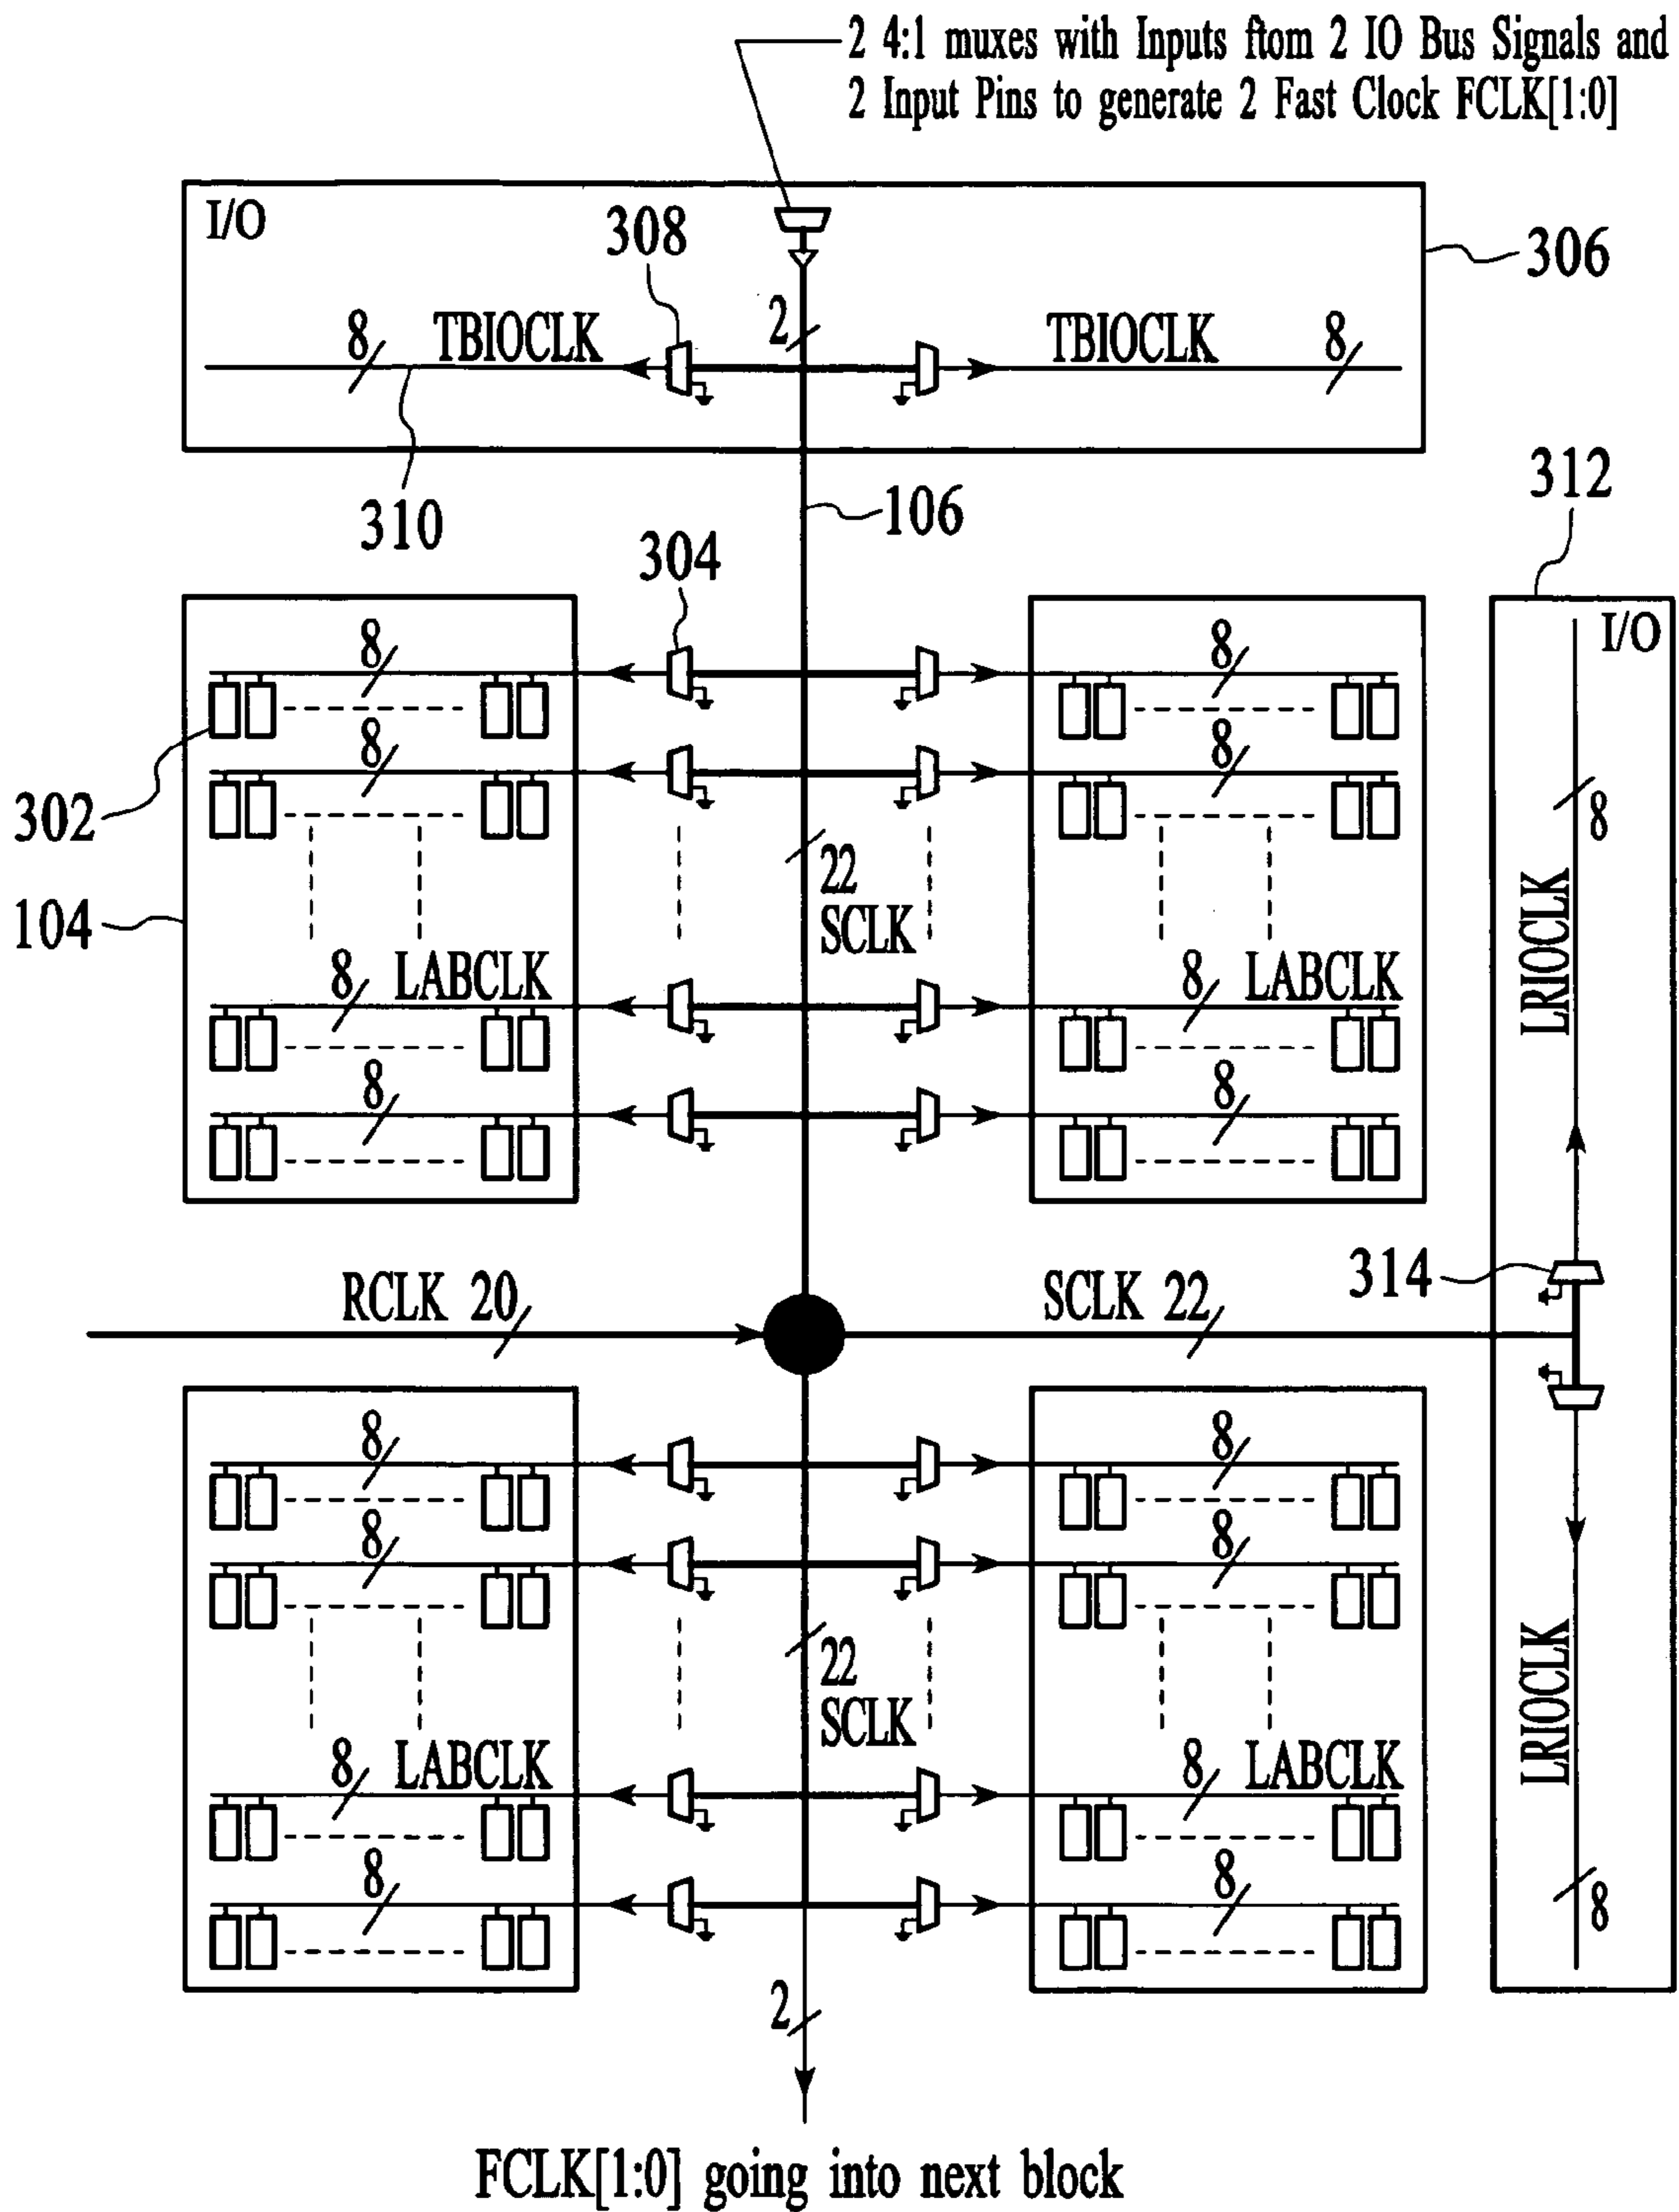 2 4:1 muxes with Inputs ftom 2 IO Bus Signals and
2 Input Pins to generate 2 Fast Clock FCLK[1:0]
I/O
308
306
8
TBIOCLK
2
TBIOCLK
8
310
106
312
304
I/O
8
8
8
8
302
8
22
SCLK
104
LRIOCLK
8 LABCLK
8 LABCLK
8
8
314
RCLK 20
SCLK 22
8
8
8
8
22
SCLK
LRIOCLK
8 LABCLK
8 LABCLK
8
8
8
2
FCLK[1:0] going into next block